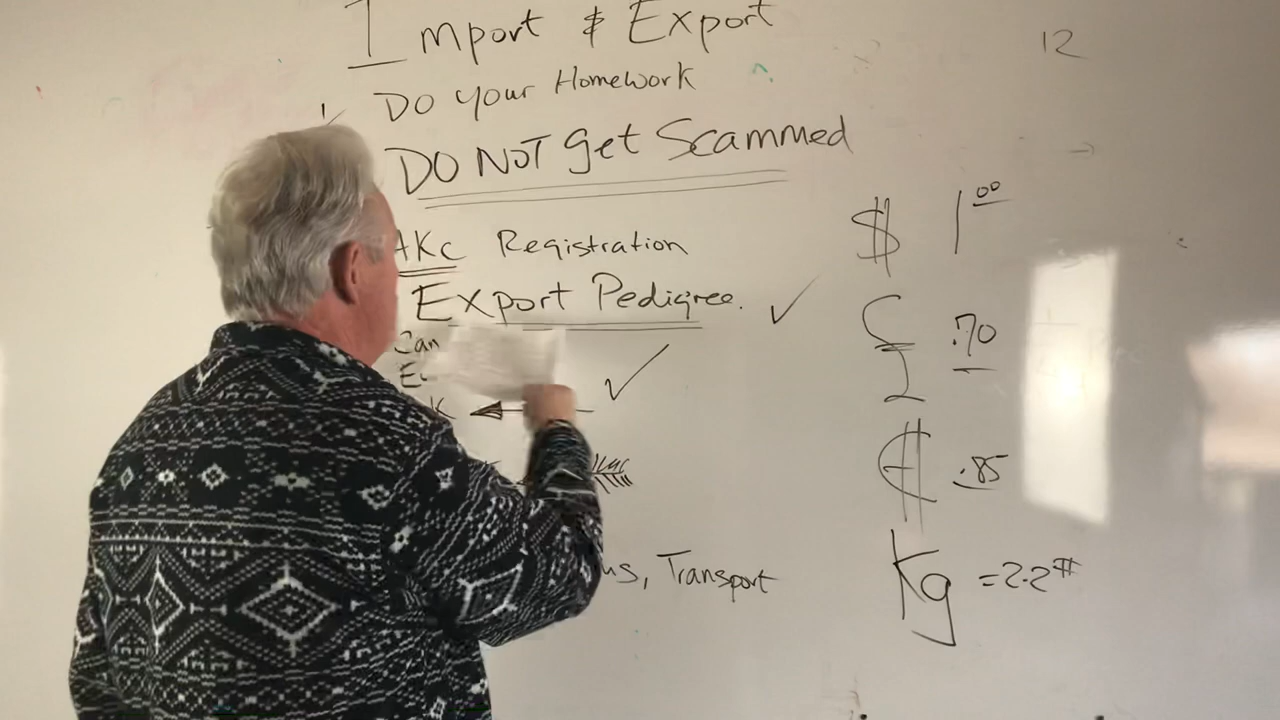 Import & Export
12
Do your Homework
DO NOT get Scammed
AKC Registration
Export Pedigree.
Can
K
Transport
$ 1.00
£ .70
€ .85
Kg = 2.2#